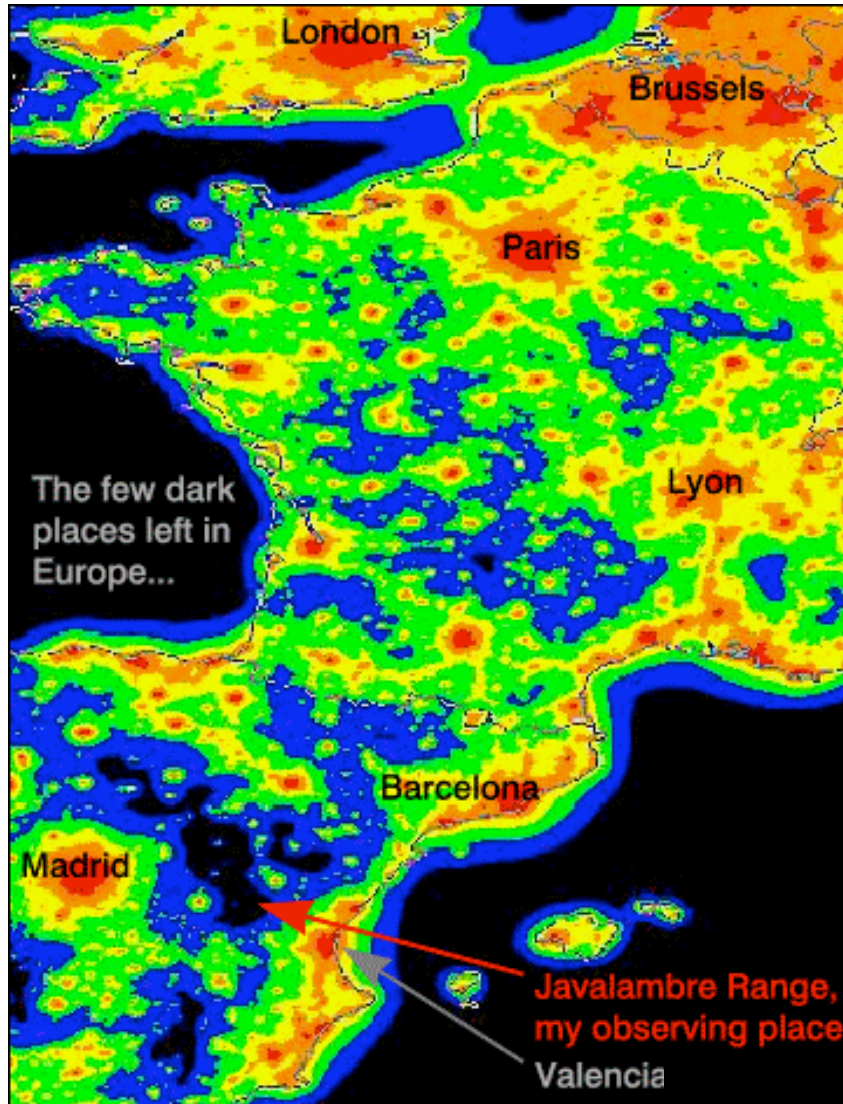 London
Brussels
Paris
Lyon
The few dark
places left in
Europe...
Barcelona
Madrid
Javalambre Range,
my observing place
Valencia